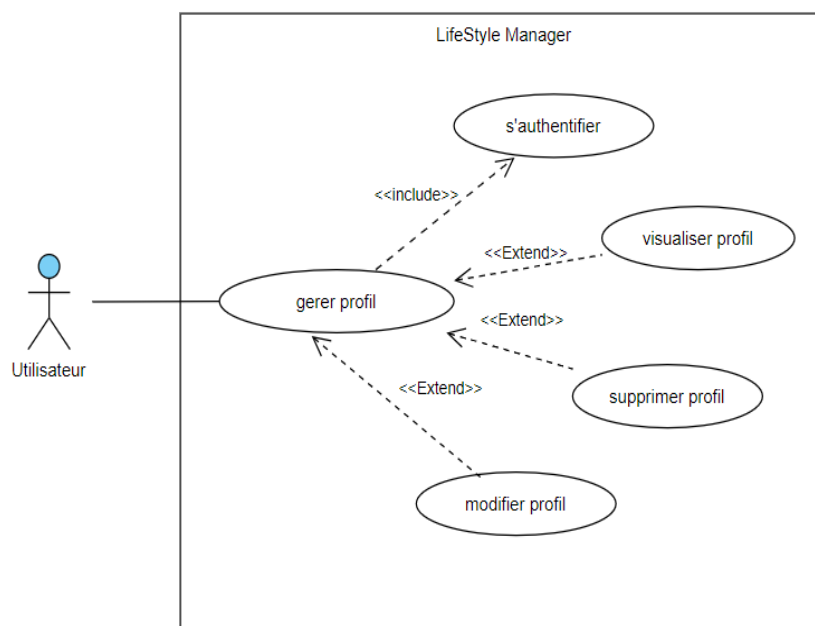 LifeStyle Manager
s'authentifier
<<include>>
visualiser profil
<<Extend>>
gerer profil
<<Extend>>
Utilisateur
<<Extend>>
supprimer profil
modifier profil